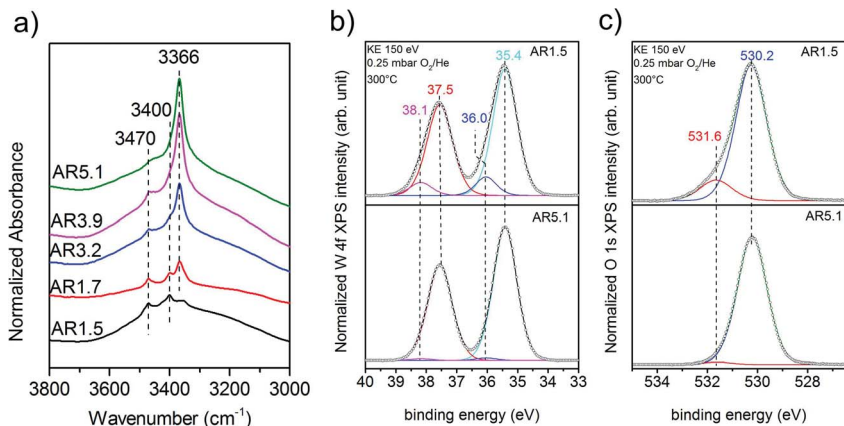 a)
3366
3400
3470
AR5.1
AR3.9
AR3.2
AR1.7
AR1.5
Normalized Absorbance
3800 3600 3400 3200 3000
Wavenumber (cm⁻¹)
b)
KE 150 eV
0.25 mbar O₂/He
300°C
AR1.5
35.4
37.5
38.1
36.0
AR5.1
Normalized W 4f XPS intensity (arb. unit)
40 39 38 37 36 35 34 33
binding energy (eV)
c)
KE 150 eV
0.25 mbar O₂/He
300°C
AR1.5
530.2
531.6
AR5.1
Normalized O 1s XPS intensity (arb. unit)
534 532 530 528
binding energy (eV)